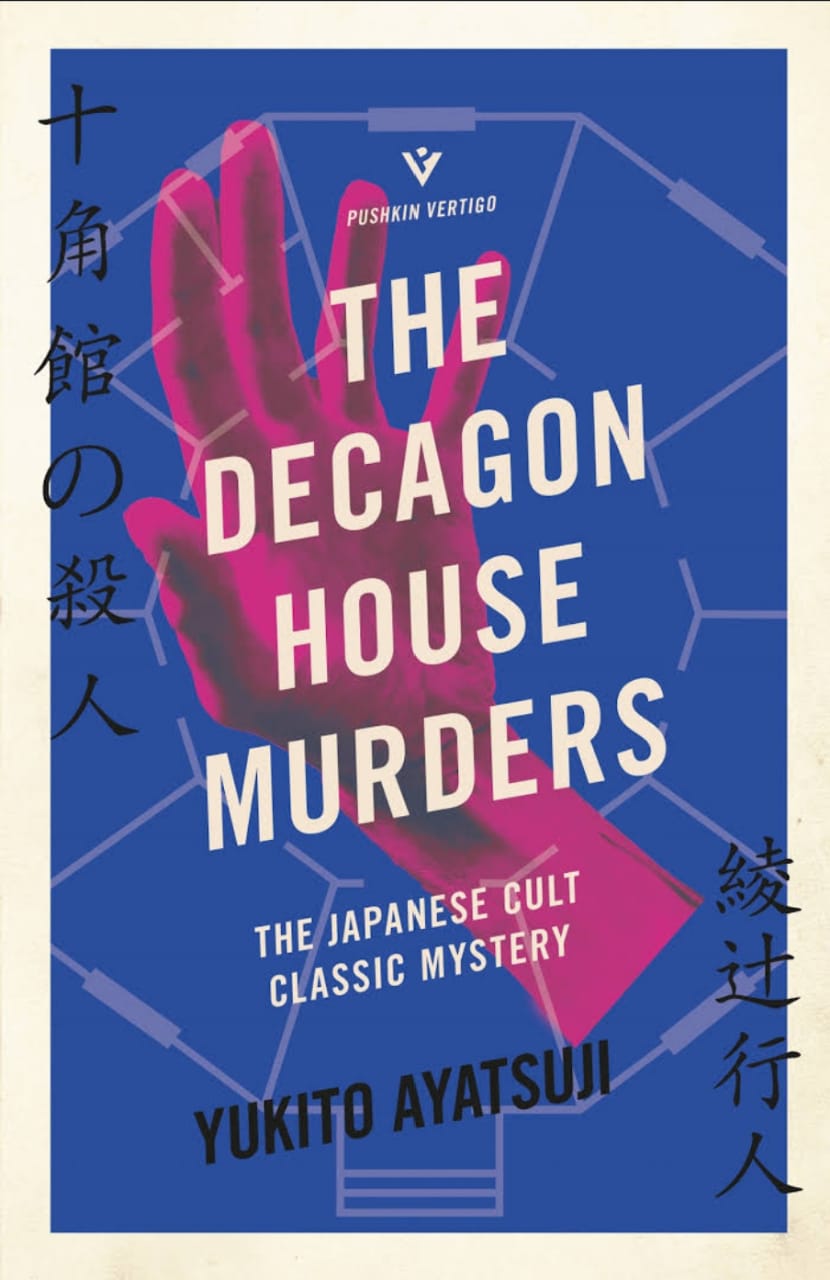 十角館の殺人
PUSHKIN VERTIGO
THE
DECAGON
HOUSE
MURDERS
THE JAPANESE CULT
CLASSIC MYSTERY
YUKITO AYATSUJI
綾辻行人